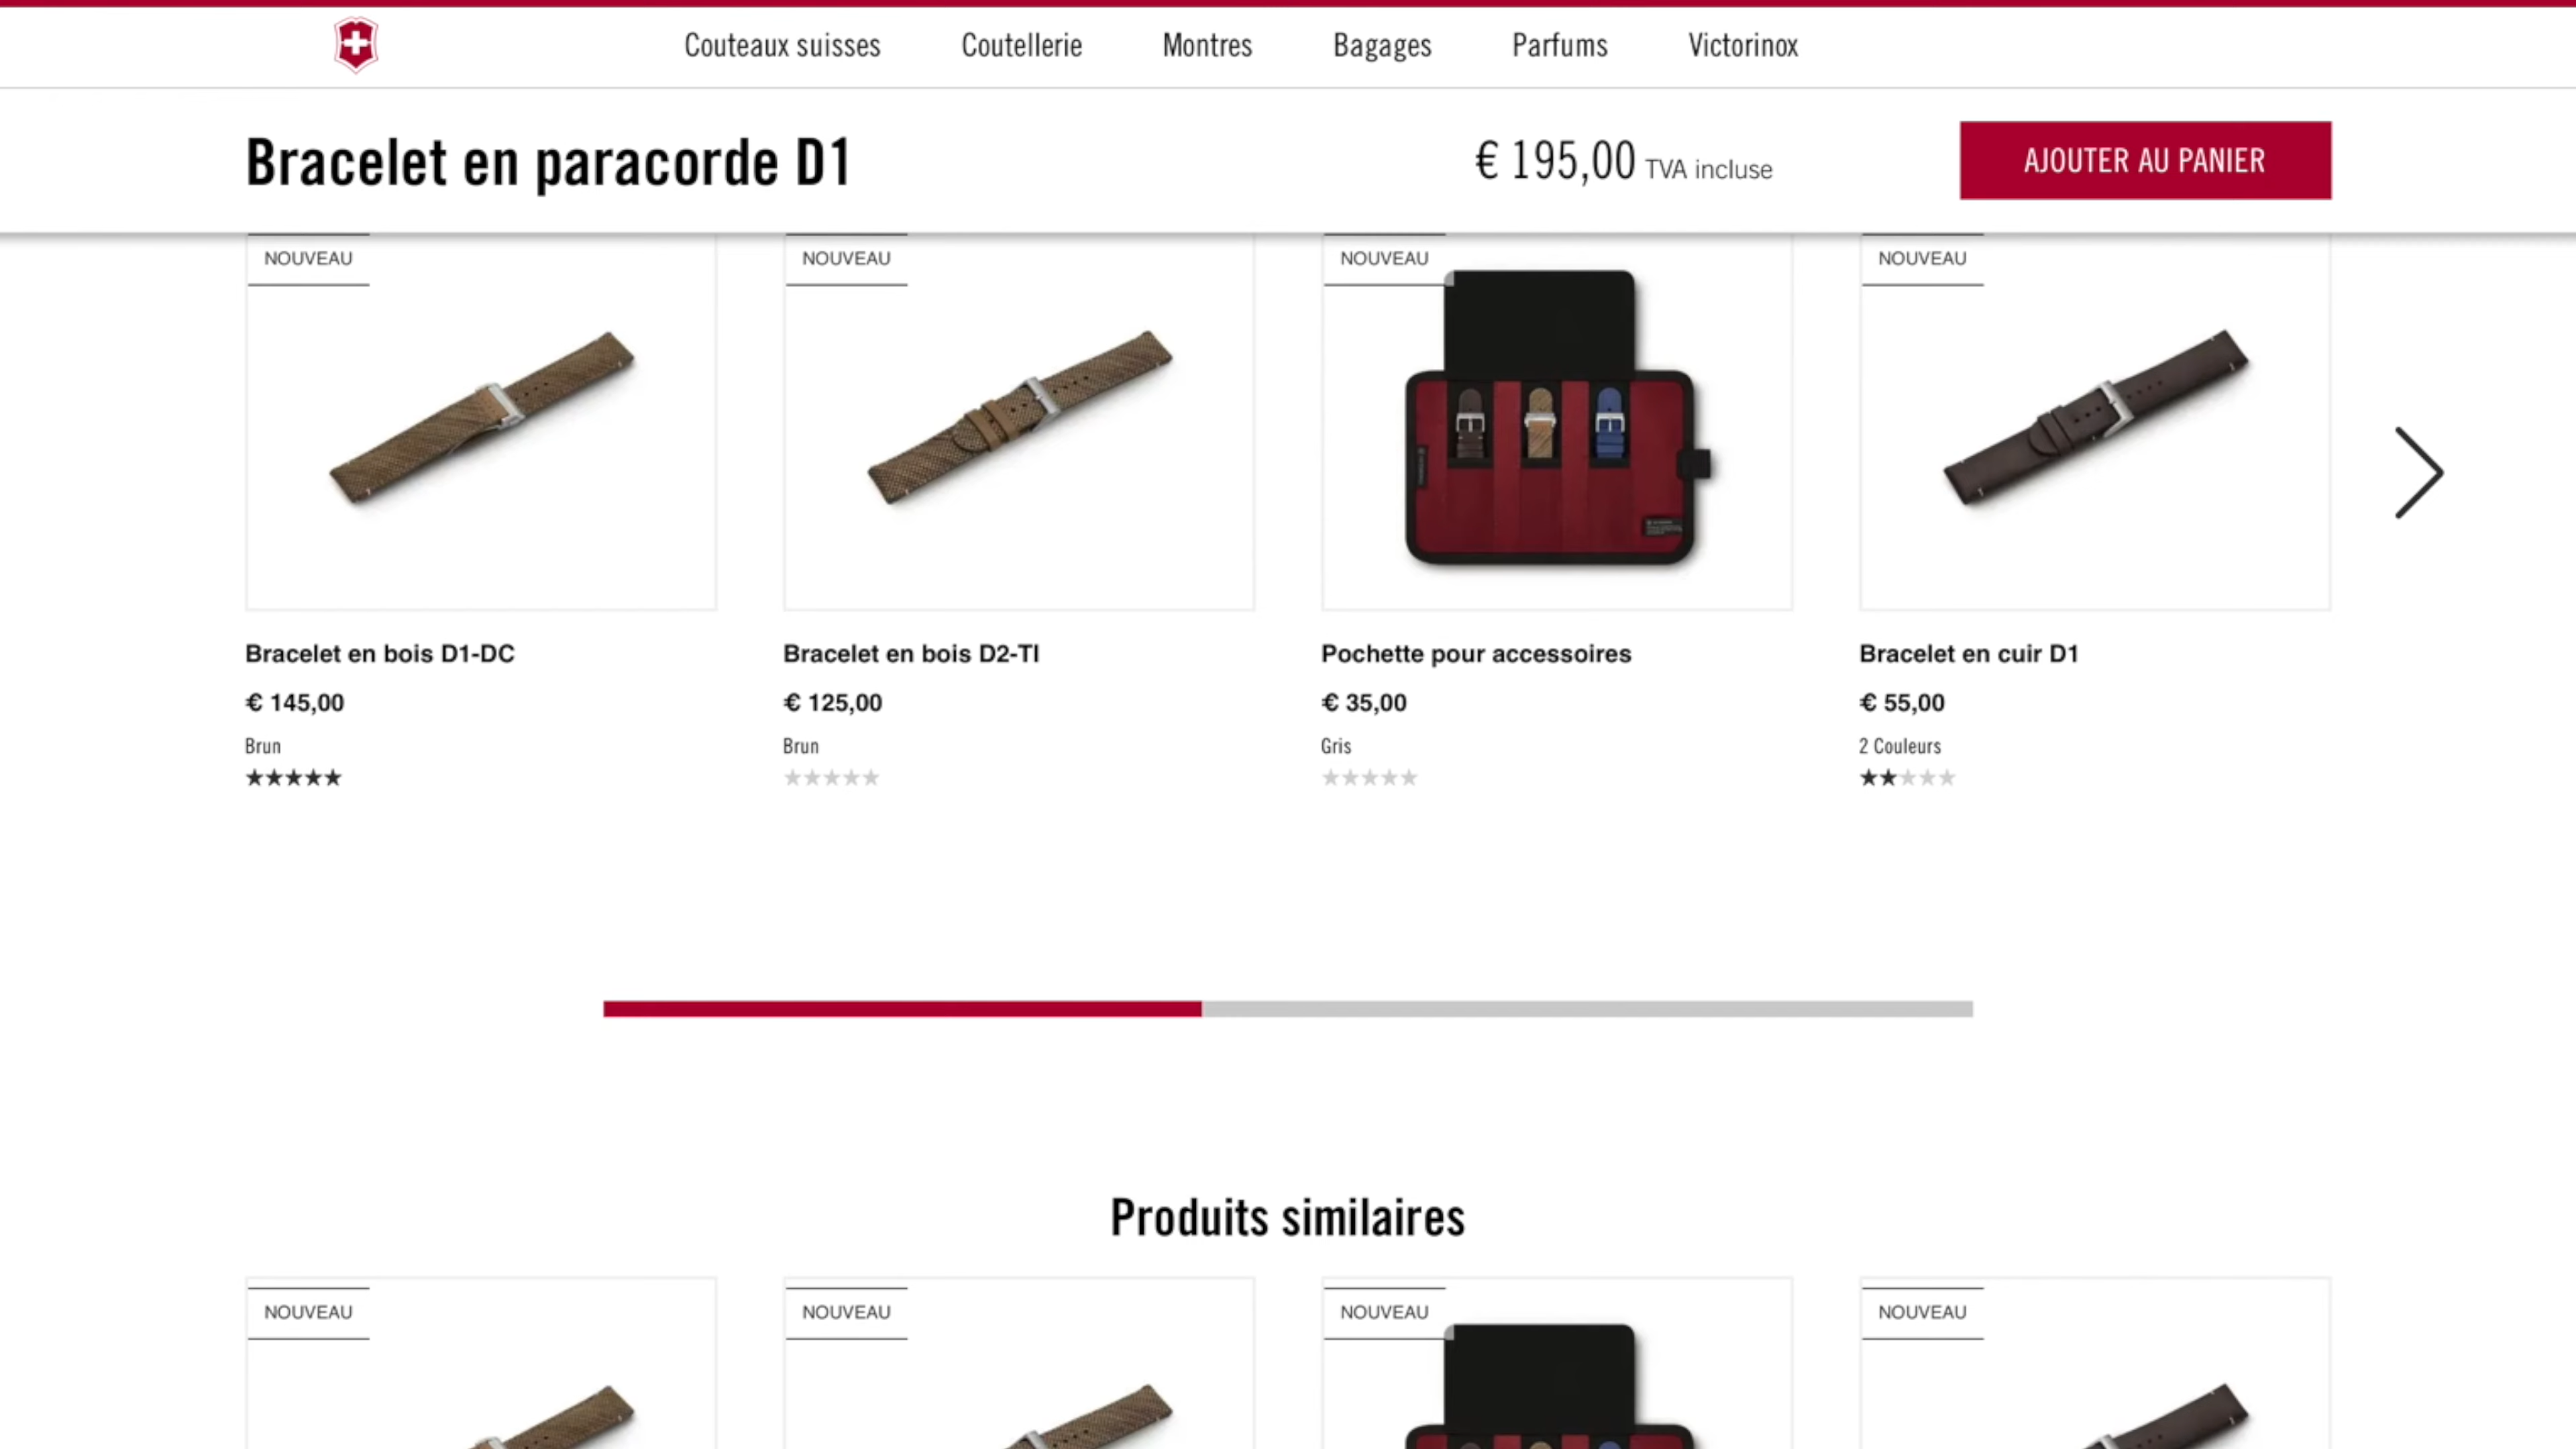 Couteaux suisses Coutellerie Montres Bagages Parfums Victorinox
Bracelet en paracorde D1
€ 195,00 TVA incluse
AJOUTER AU PANIER
NOUVEAU NOUVEAU NOUVEAU NOUVEAU
Bracelet en bois D1-DC
€ 145,00
Brun
Bracelet en bois D2-TI
€ 125,00
Brun
Pochette pour accessoires
€ 35,00
Gris
Bracelet en cuir D1
€ 55,00
2 Couleurs
Produits similaires
NOUVEAU NOUVEAU NOUVEAU NOUVEAU